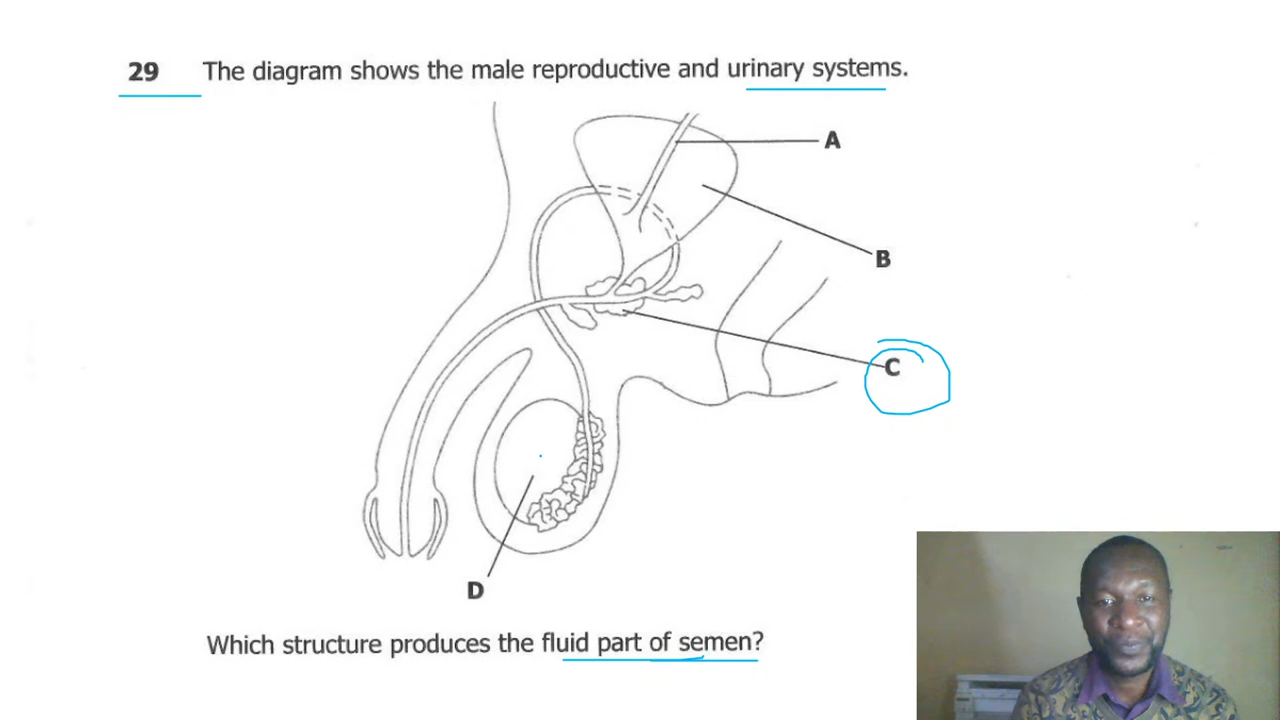 29 The diagram shows the male reproductive and urinary systems.
A
B
C
D
Which structure produces the fluid part of semen?